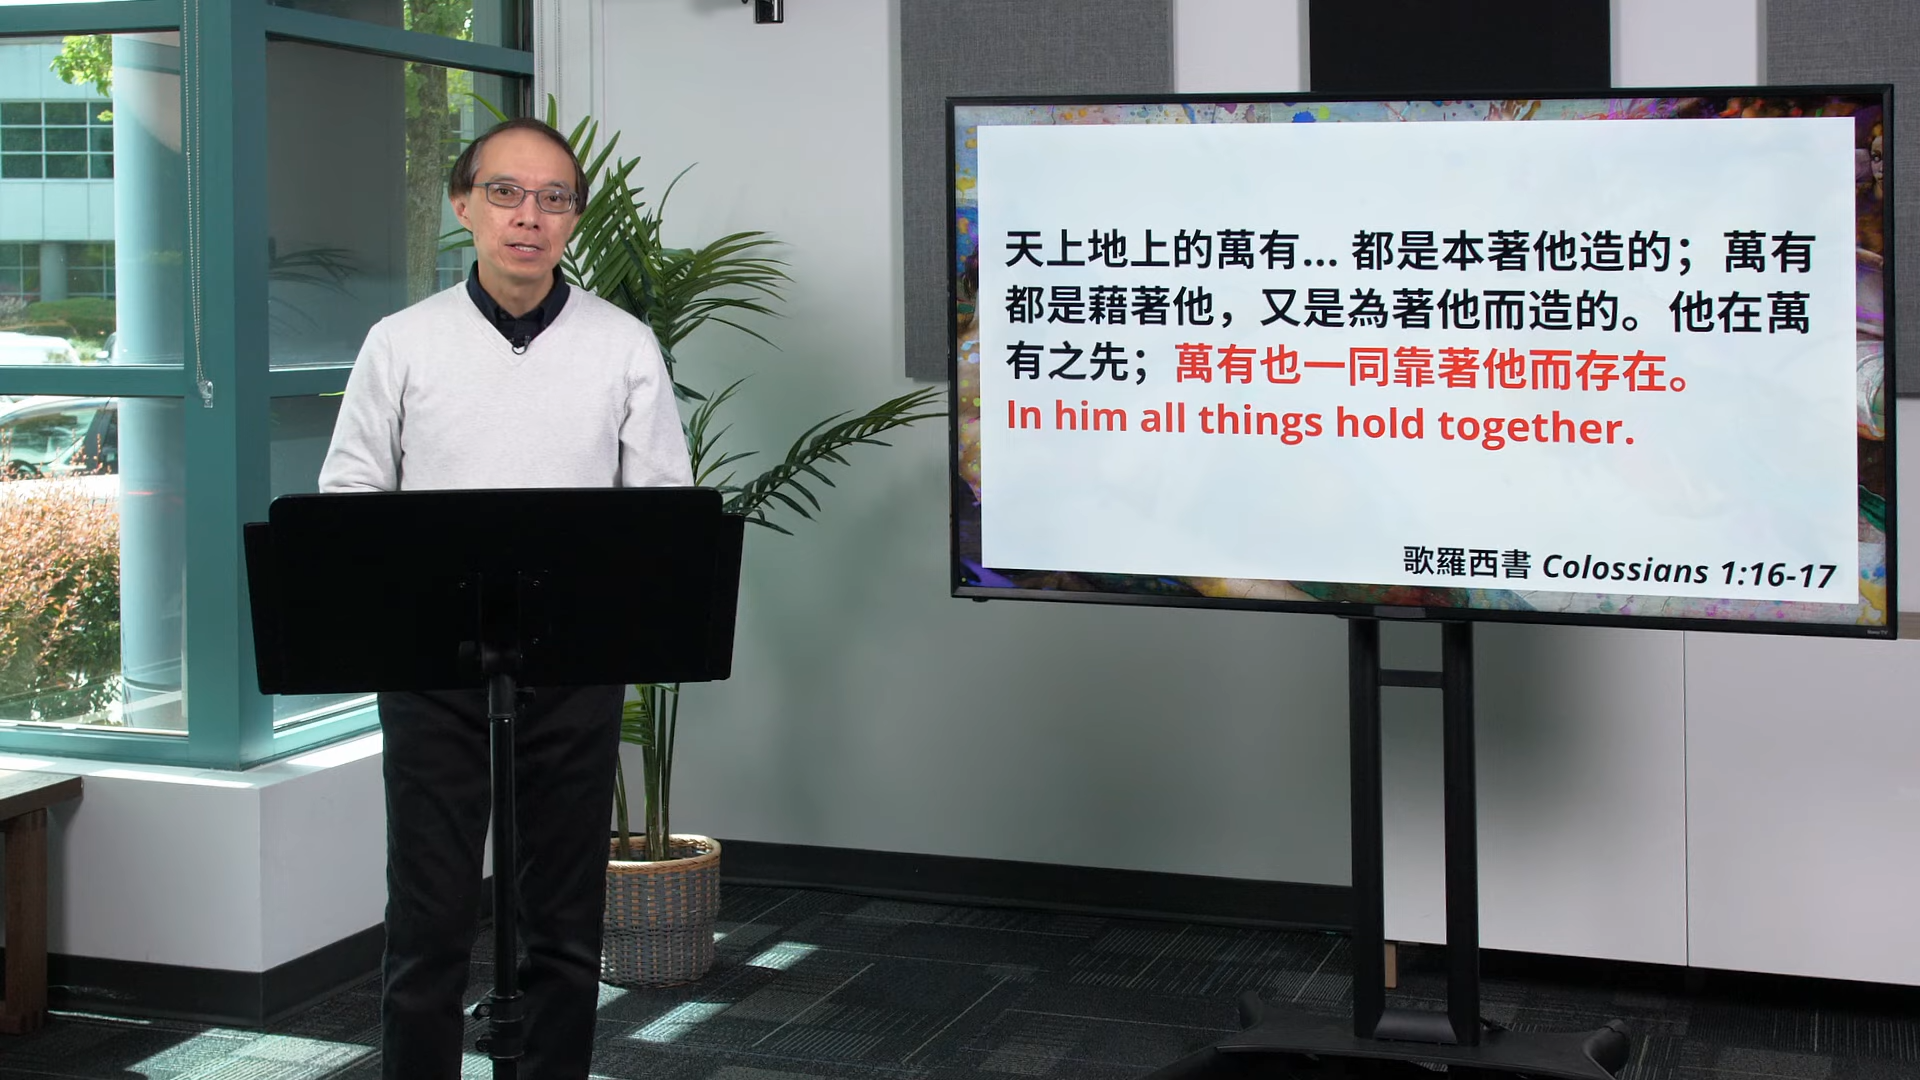 天上地上的萬有... 都是本著他造的；萬有
都是藉著他，又是為著他而造的。他在萬
有之先；萬有也一同靠著他而存在。
In him all things hold together.
歌羅西書 Colossians 1:16-17